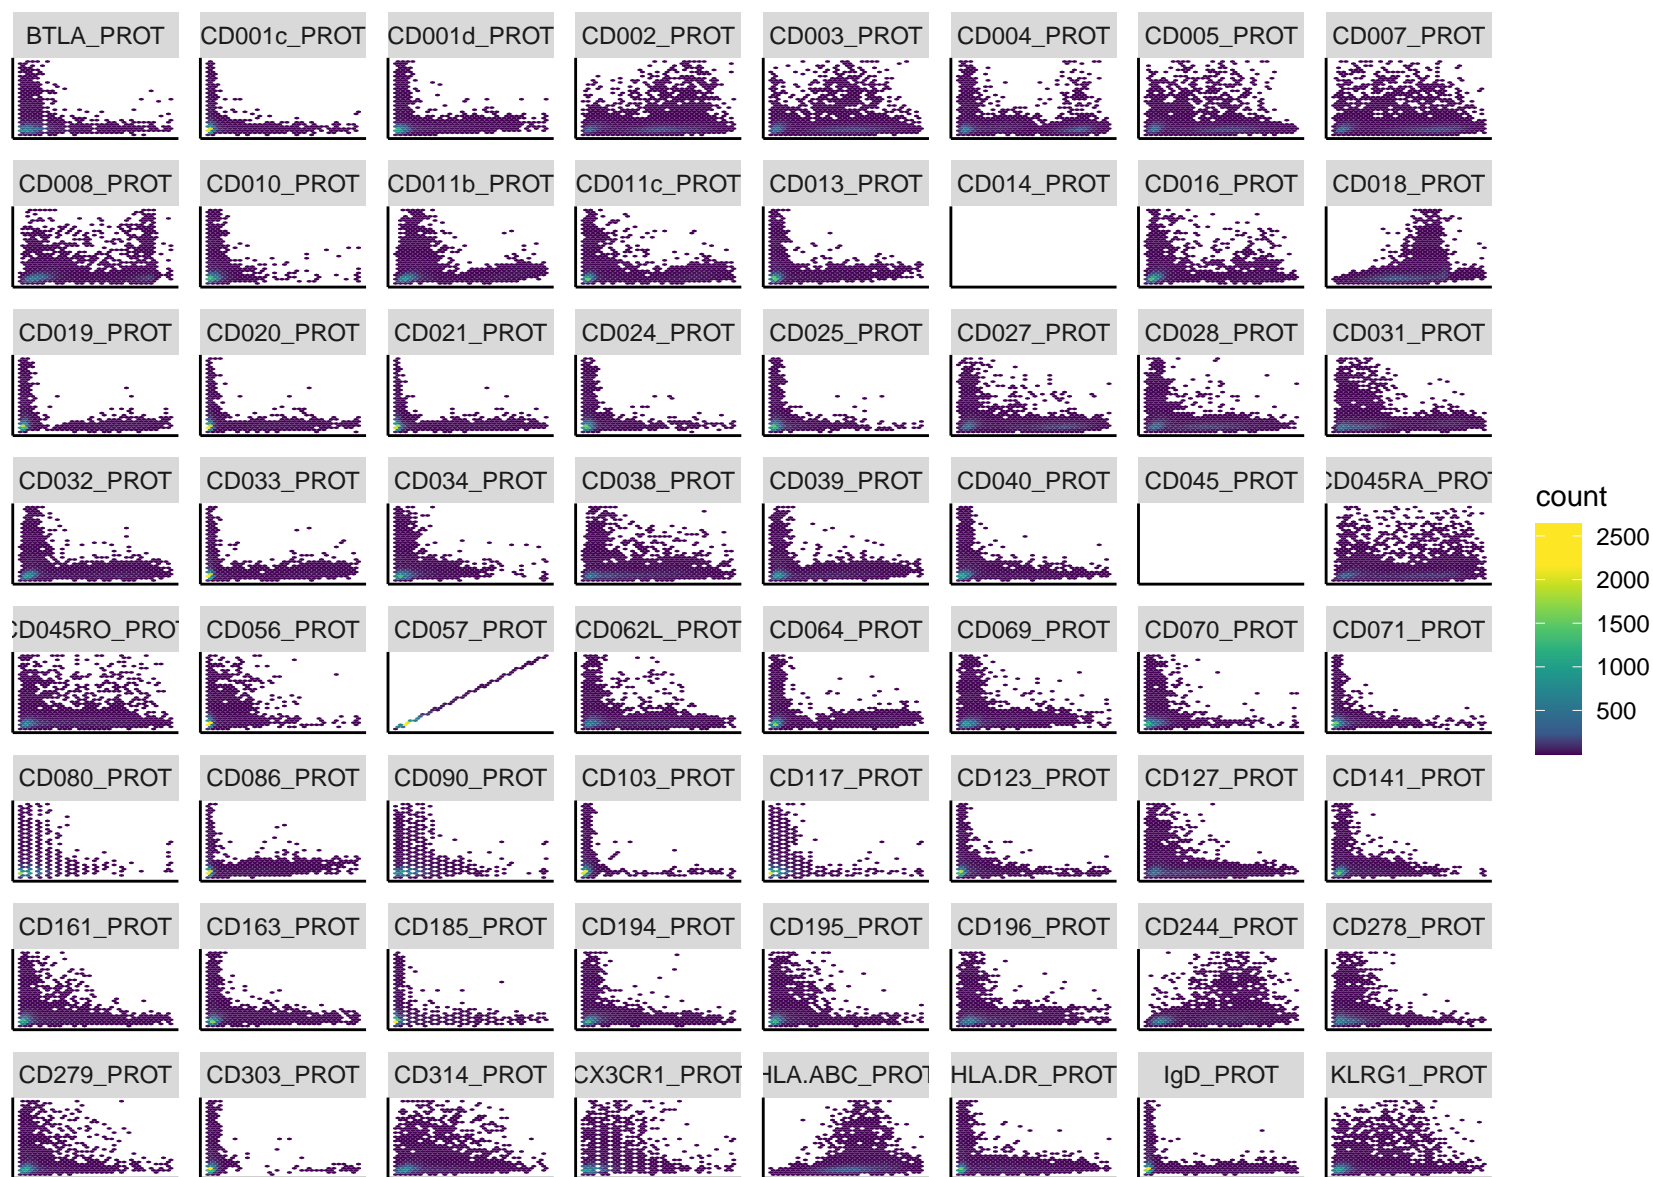 BTLA_PROT CD001c_PROT CD001d_PROT CD002_PROT CD003_PROT CD004_PROT CD005_PROT CD007_PROT
CD008_PROT CD010_PROT CD011b_PROT CD011c_PROT CD013_PROT CD014_PROT CD016_PROT CD018_PROT
CD019_PROT CD020_PROT CD021_PROT CD024_PROT CD025_PROT CD027_PROT CD028_PROT CD031_PROT
CD032_PROT CD033_PROT CD034_PROT CD038_PROT CD039_PROT CD040_PROT CD045_PROT CD045RA_PROT
count
2500
2000
1500
1000
500
CD045RO_PROT CD056_PROT CD057_PROT CD062L_PROT CD064_PROT CD069_PROT CD070_PROT CD071_PROT
CD080_PROT CD086_PROT CD090_PROT CD103_PROT CD117_PROT CD123_PROT CD127_PROT CD141_PROT
CD161_PROT CD163_PROT CD185_PROT CD194_PROT CD195_PROT CD196_PROT CD244_PROT CD278_PROT
CD279_PROT CD303_PROT CD314_PROT CX3CR1_PROT HLA.ABC_PROT HLA.DR_PROT IgD_PROT KLRG1_PROT